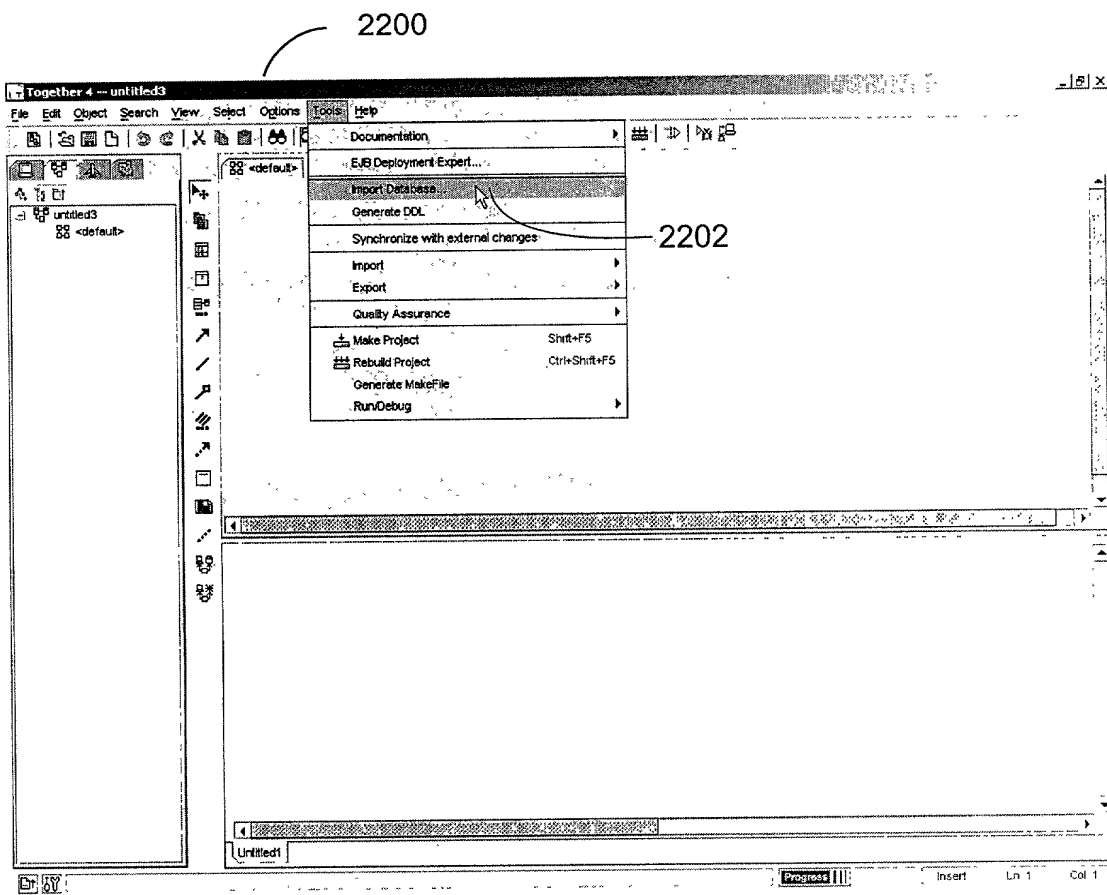 2200
Together 4 -- untitled3
File Edit Object Search View Select Options Tools Help
Documentation
<default>
EJB Deployment Expert...
Import Database...
Generate DDL
2202
Synchronize with external changes
untitled3
<default>
Import
Export
Quality Assurance
Make Project Shift+F5
Rebuild Project Ctrl+Shift+F5
Generate MakeFile
Run/Debug
Untitled1
Progress Insert Ln 1 Col 1